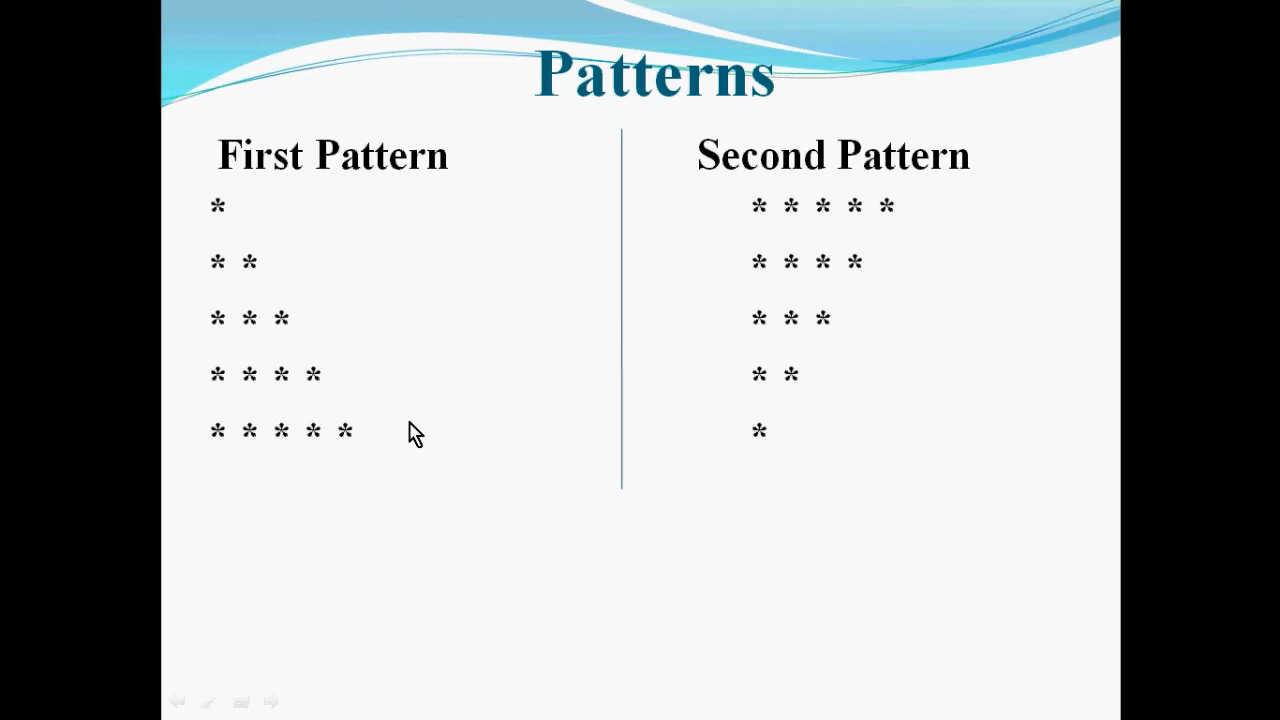 Patterns
First Pattern
*
* *
* * *
* * * *
* * * * *
Second Pattern
* * * * *
* * * *
* * *
* *
*